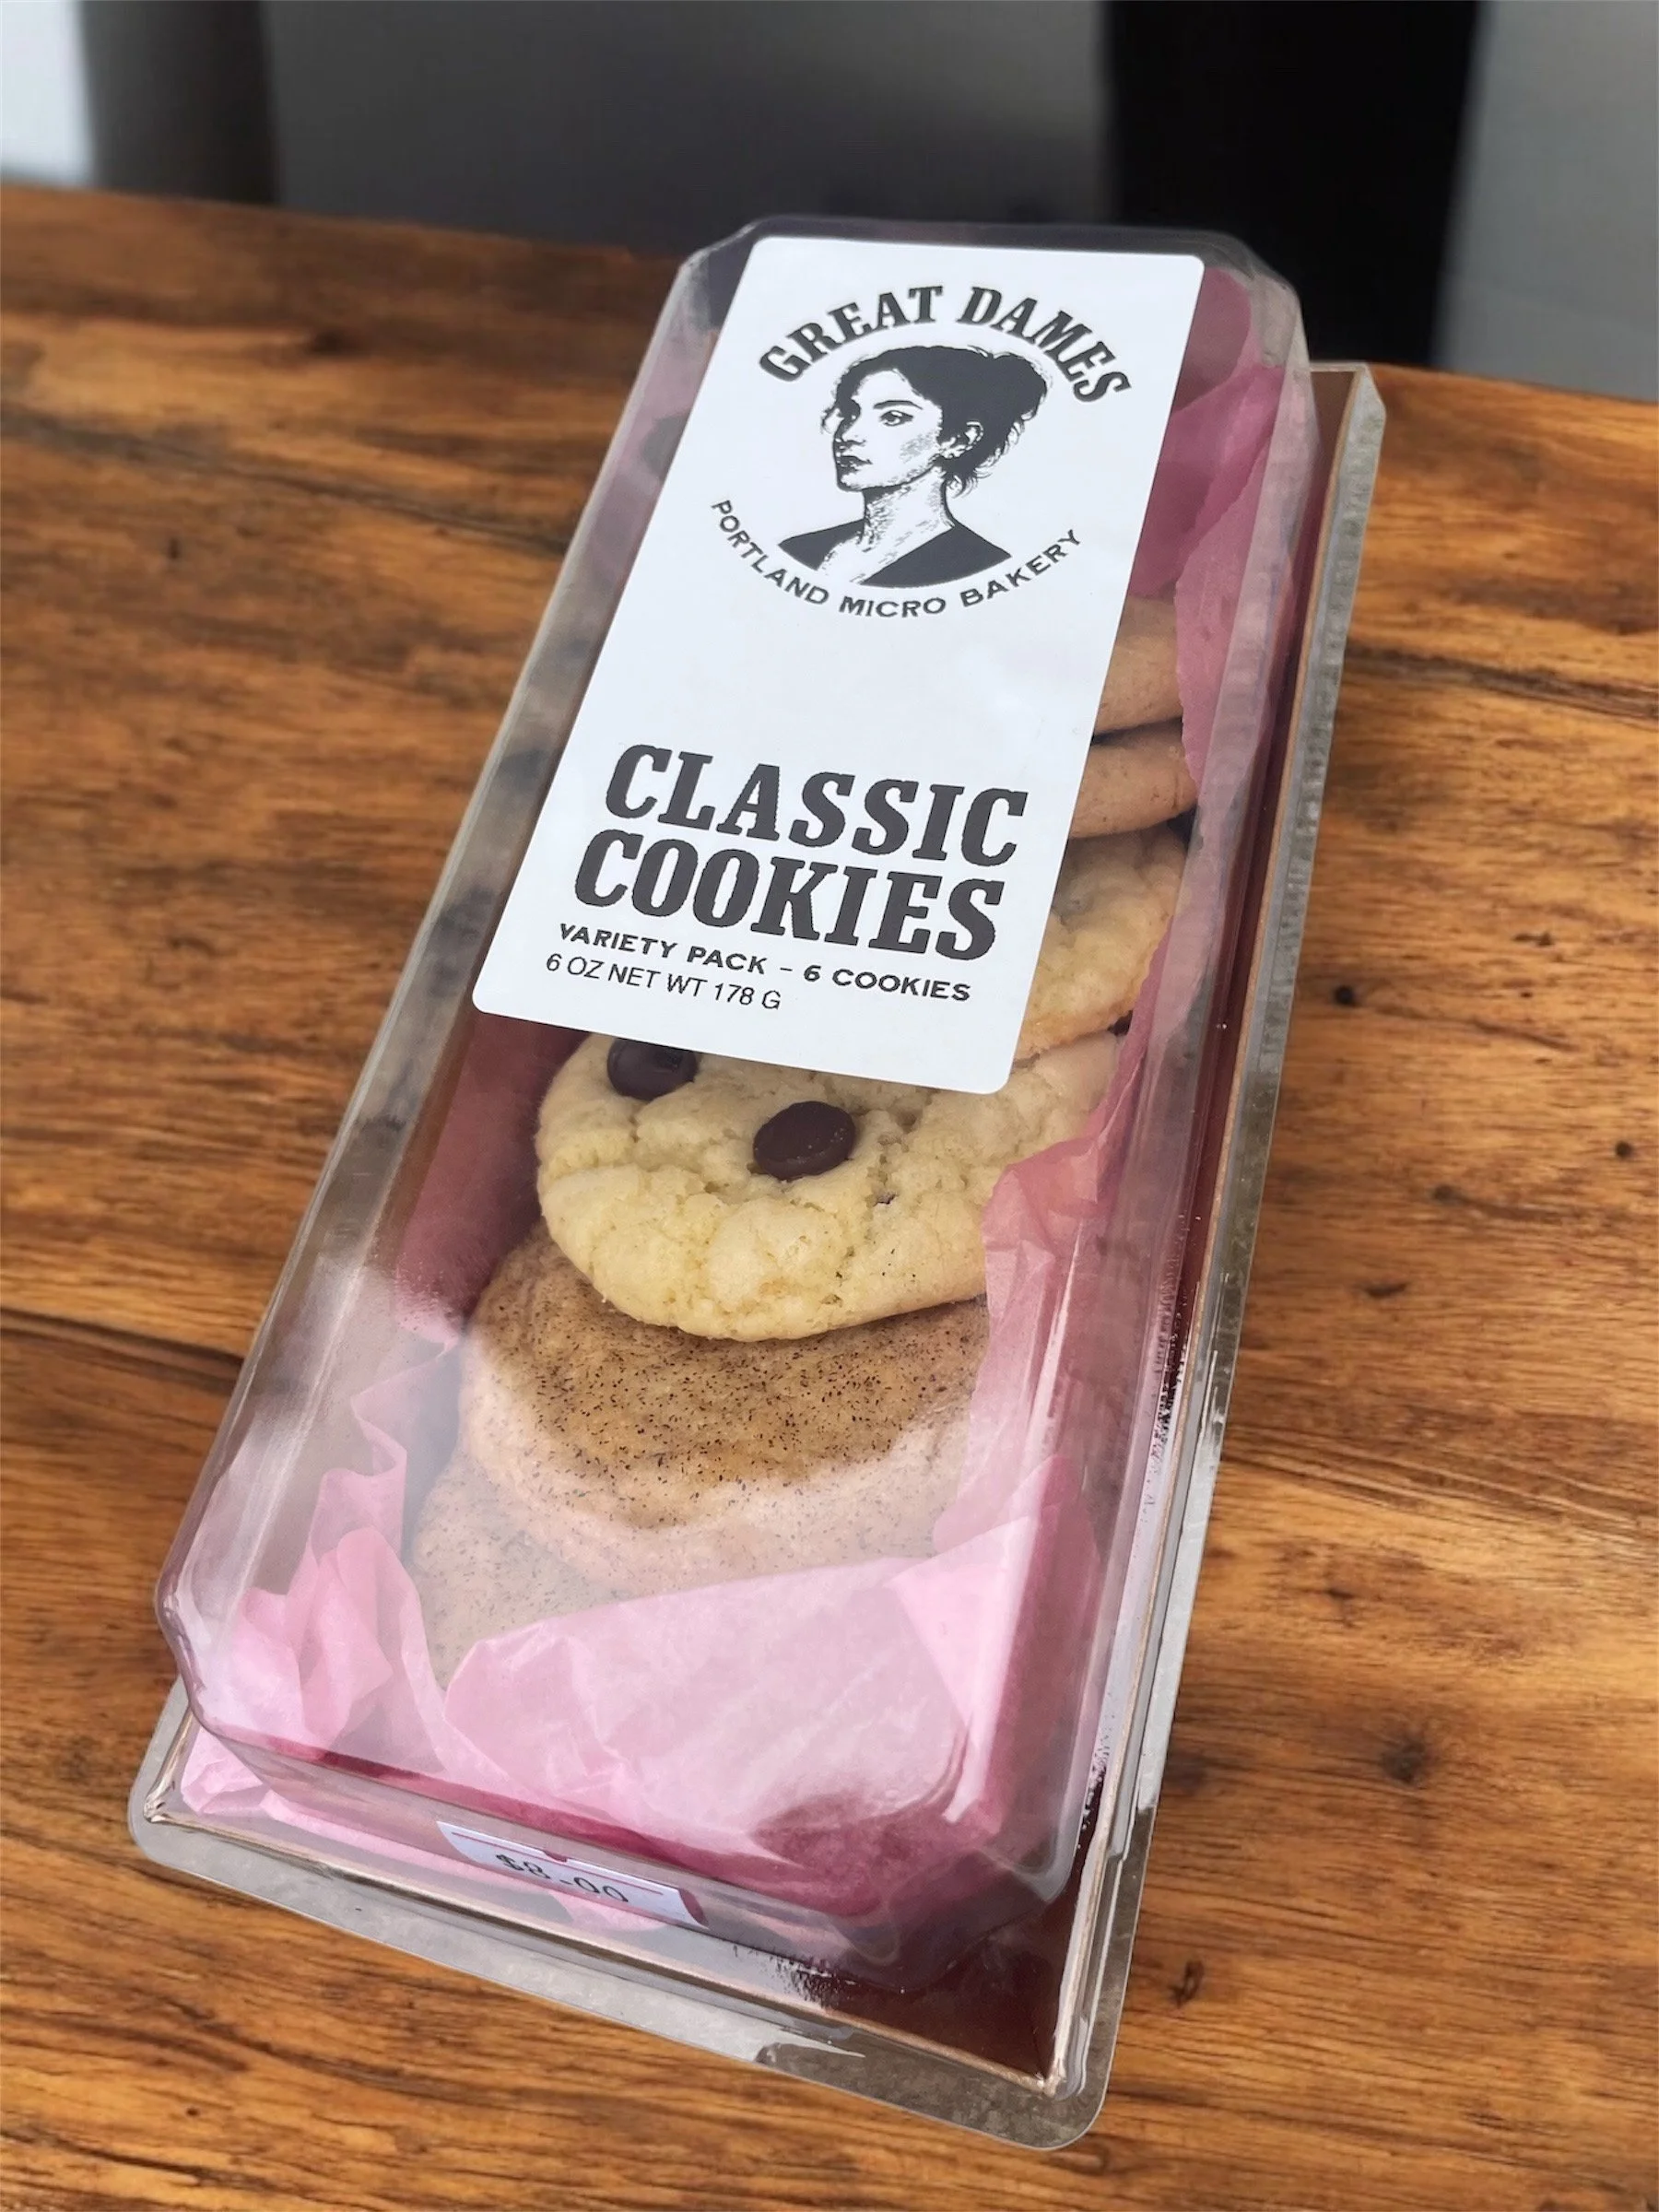 GREAT DAMES
PORTLAND MICRO BAKERY
CLASSIC
COOKIES
VARIETY PACK - 6 COOKIES
6 OZ NET WT 178 G
$8.00